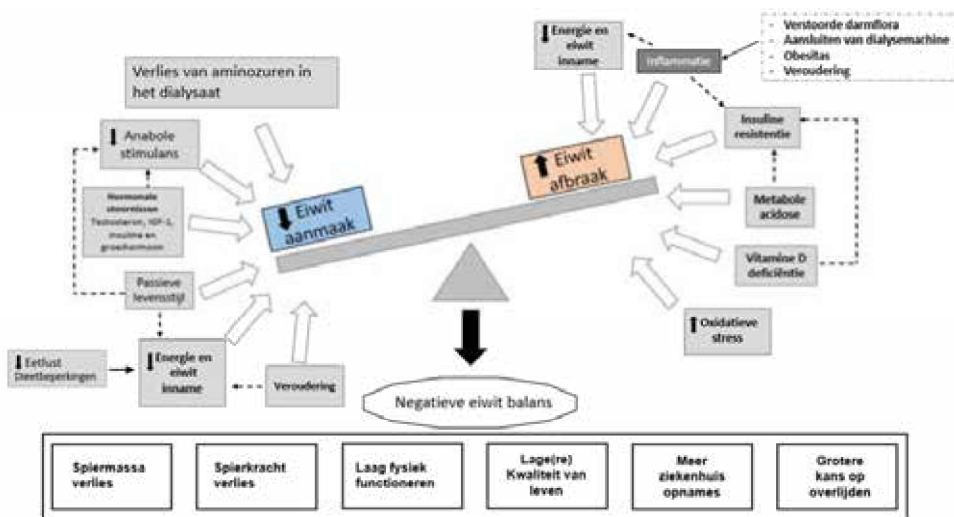 Verlies van aminozuren in
het dialysaat
Anabole
stimulans
Hormonale
stoornissen
Testosteron, IGF-1,
insuline en
groeihormoon
Passieve
levensstijl
Eetlust
Dieetbeperkingen
Energie en
eiwit
inname
Veroudering
Eiwit
aanmaak
Energie en
eiwit
inname
Inflammatie
- Verstoorde darmflora
- Aansluiten van dialysemachine
- Obesitas
- Veroudering
Eiwit
afbraak
Insuline
resistentie
Metabole
acidose
Vitamine D
deficiëntie
Oxidatieve
stress
Negatieve eiwit balans
Spiermassa
verlies
Spierkracht
verlies
Laag fysiek
functioneren
Lage(re)
Kwaliteit van
leven
Meer
ziekenhuis
opnames
Grotere
kans op
overlijden